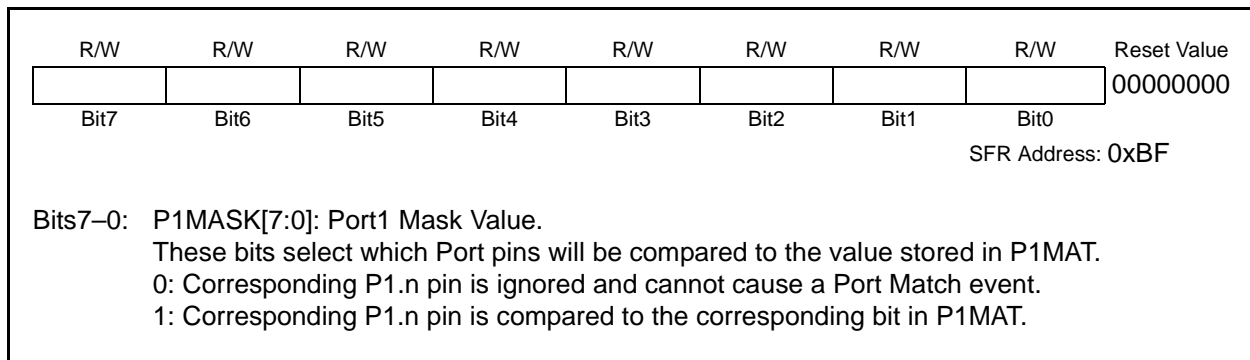 R/W R/W R/W R/W R/W R/W R/W R/W Reset Value
00000000
Bit7 Bit6 Bit5 Bit4 Bit3 Bit2 Bit1 Bit0
SFR Address: 0xBF
Bits7–0: P1MASK[7:0]: Port1 Mask Value.
These bits select which Port pins will be compared to the value stored in P1MAT.
0: Corresponding P1.n pin is ignored and cannot cause a Port Match event.
1: Corresponding P1.n pin is compared to the corresponding bit in P1MAT.